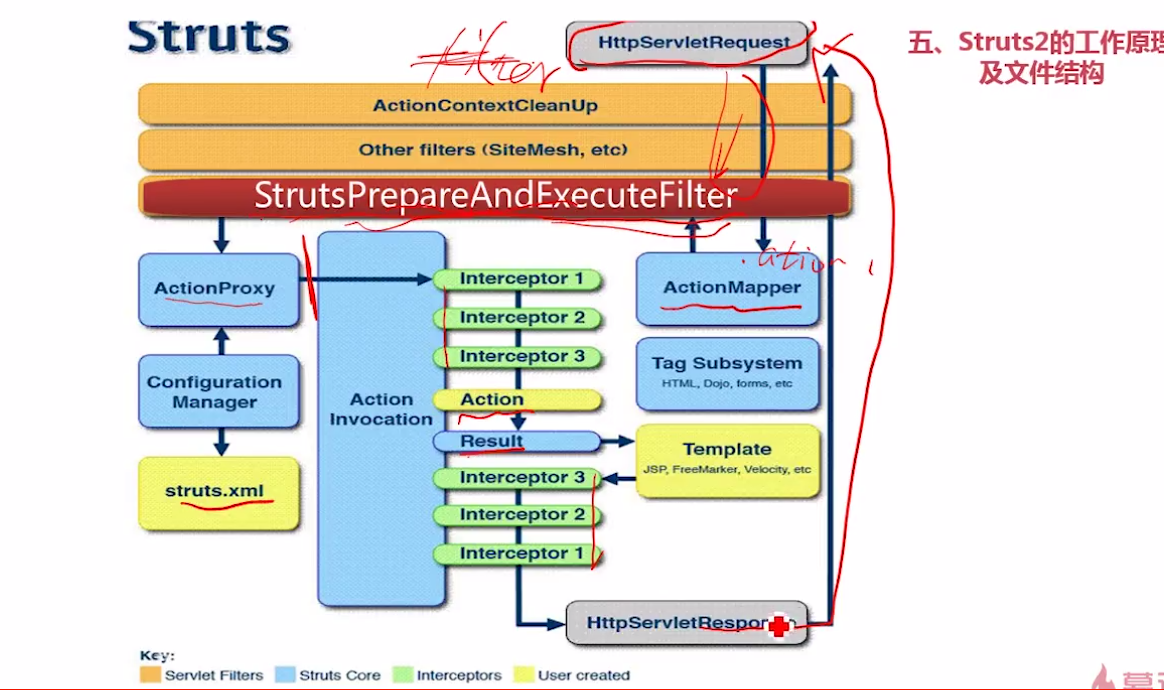 Struts
HttpServletRequest
五、Struts2的工作原理
及文件结构
filter
ActionContextCleanUp
Other filters (SiteMesh, etc)
StrutsPrepareAndExecuteFilter
ActionProxy
Interceptor 1
.action
ActionMapper
Interceptor 2
Interceptor 3
Tag Subsystem
HTML, Dojo, forms, etc
Configuration
Manager
Action
Invocation
Action
Result
Template
JSP, FreeMarker, Velocity, etc
struts.xml
Interceptor 3
Interceptor 2
Interceptor 1
HttpServletRespon
Key:
Servlet Filters
Struts Core
Interceptors
User created